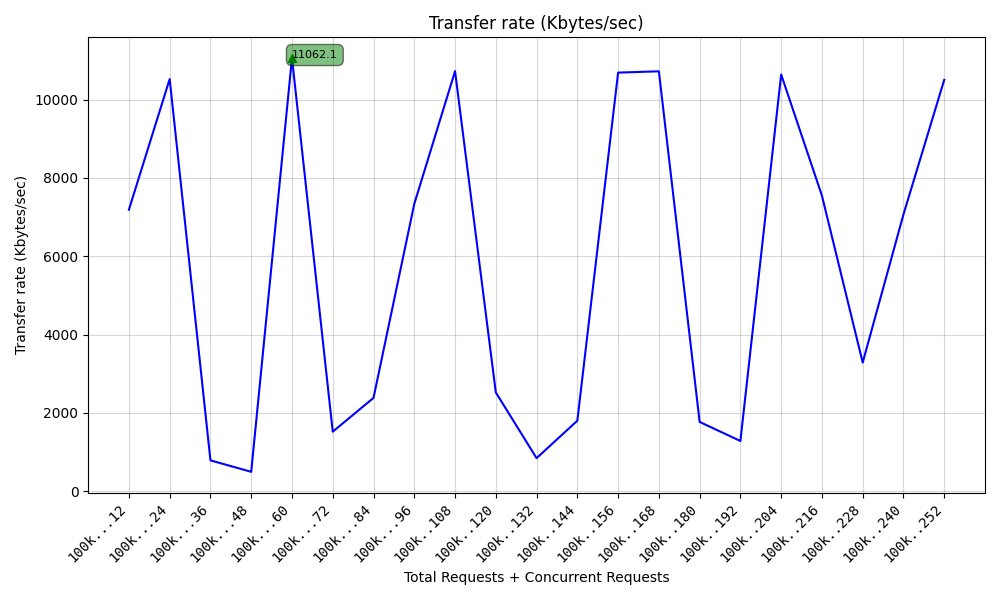 Transfer rate (Kbytes/sec)
11062.1
Transfer rate (Kbytes/sec)
10000
8000
6000
4000
2000
0
100k...12
100k...24
100k...36
100k...48
100k...60
100k...72
100k...84
100k...96
100k..108
100k..120
100k..132
100k..144
100k..156
100k..168
100k..180
100k..192
100k..204
100k..216
100k..228
100k..240
100k..252
Total Requests + Concurrent Requests